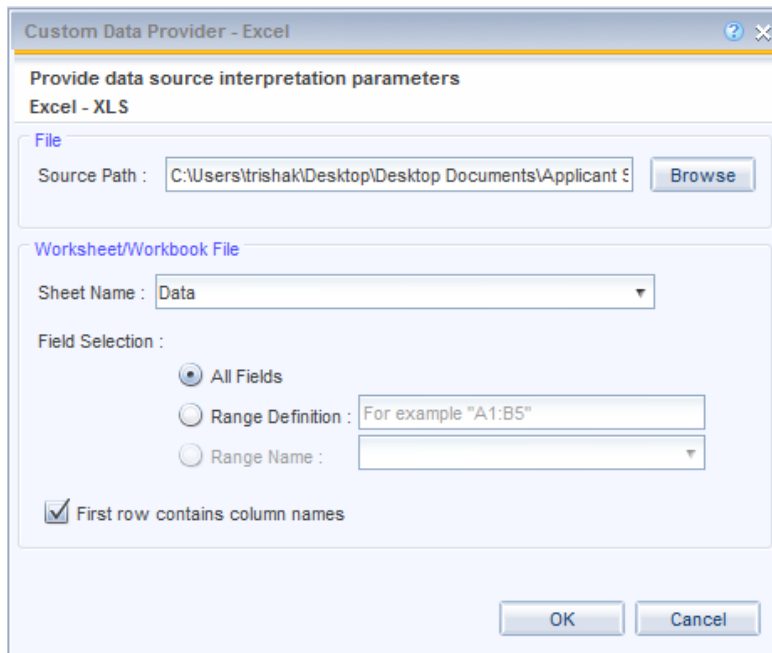 Custom Data Provider - Excel
Provide data source interpretation parameters
Excel - XLS
File
Source Path : C:\Users\trishak\Desktop\Desktop Documents\Applicant S Browse
Worksheet/Workbook File
Sheet Name : Data
Field Selection :
All Fields
Range Definition : For example "A1:B5"
Range Name :
First row contains column names
OK Cancel